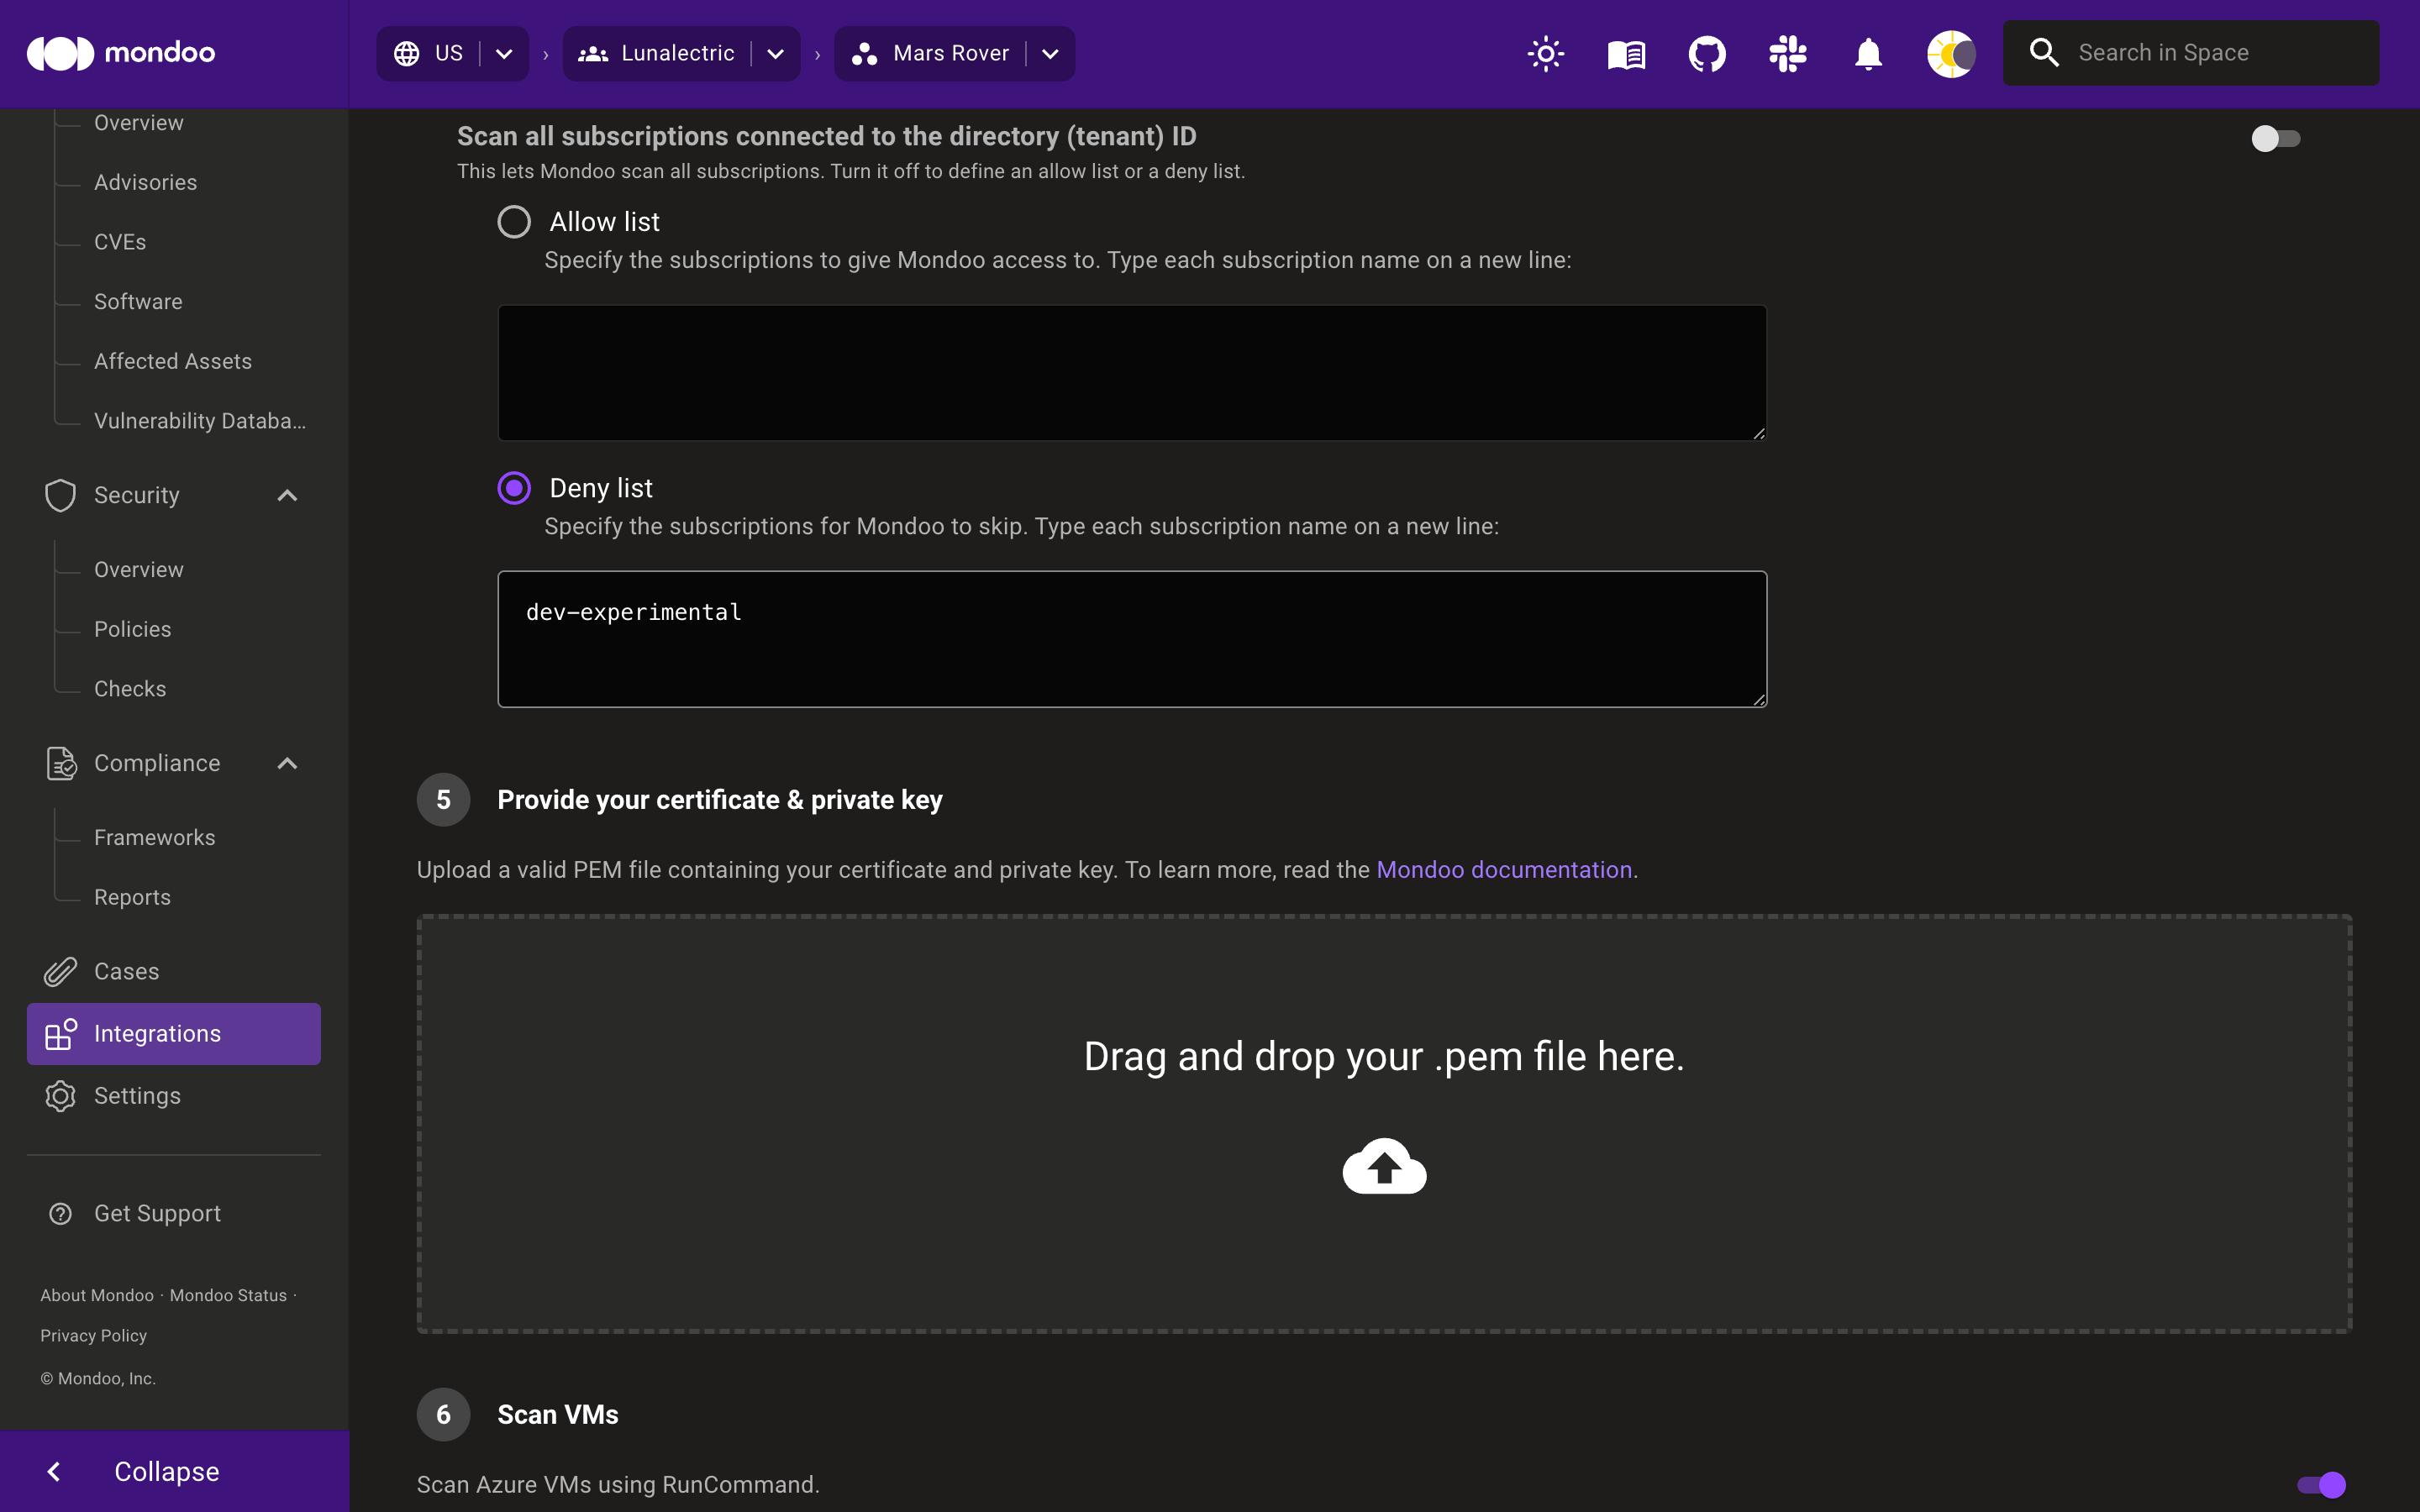 mondoo
US
Lunalectric
Mars Rover
Search in Space
Overview
Advisories
CVEs
Software
Affected Assets
Vulnerability Databa...
Security
Overview
Policies
Checks
Compliance
Frameworks
Reports
Cases
Integrations
Settings
Get Support
About Mondoo · Mondoo Status ·
Privacy Policy
© Mondoo, Inc.
Collapse
Scan all subscriptions connected to the directory (tenant) ID
This lets Mondoo scan all subscriptions. Turn it off to define an allow list or a deny list.
Allow list
Specify the subscriptions to give Mondoo access to. Type each subscription name on a new line:
Deny list
Specify the subscriptions for Mondoo to skip. Type each subscription name on a new line:
dev-experimental
5 Provide your certificate & private key
Upload a valid PEM file containing your certificate and private key. To learn more, read the Mondoo documentation.
Drag and drop your .pem file here.
6 Scan VMs
Scan Azure VMs using RunCommand.